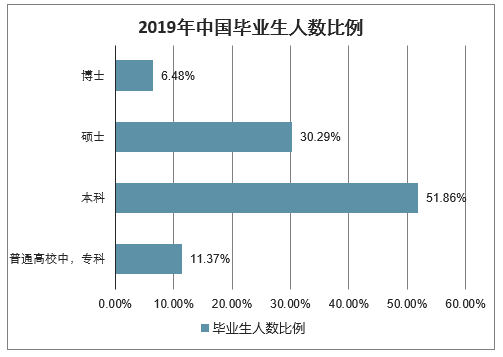 2019年中国毕业生人数比例
博士
6.48%
硕士
30.29%
本科
51.86%
普通高校中，专科
11.37%
0.00% 10.00% 20.00% 30.00% 40.00% 50.00% 60.00%
毕业生人数比例